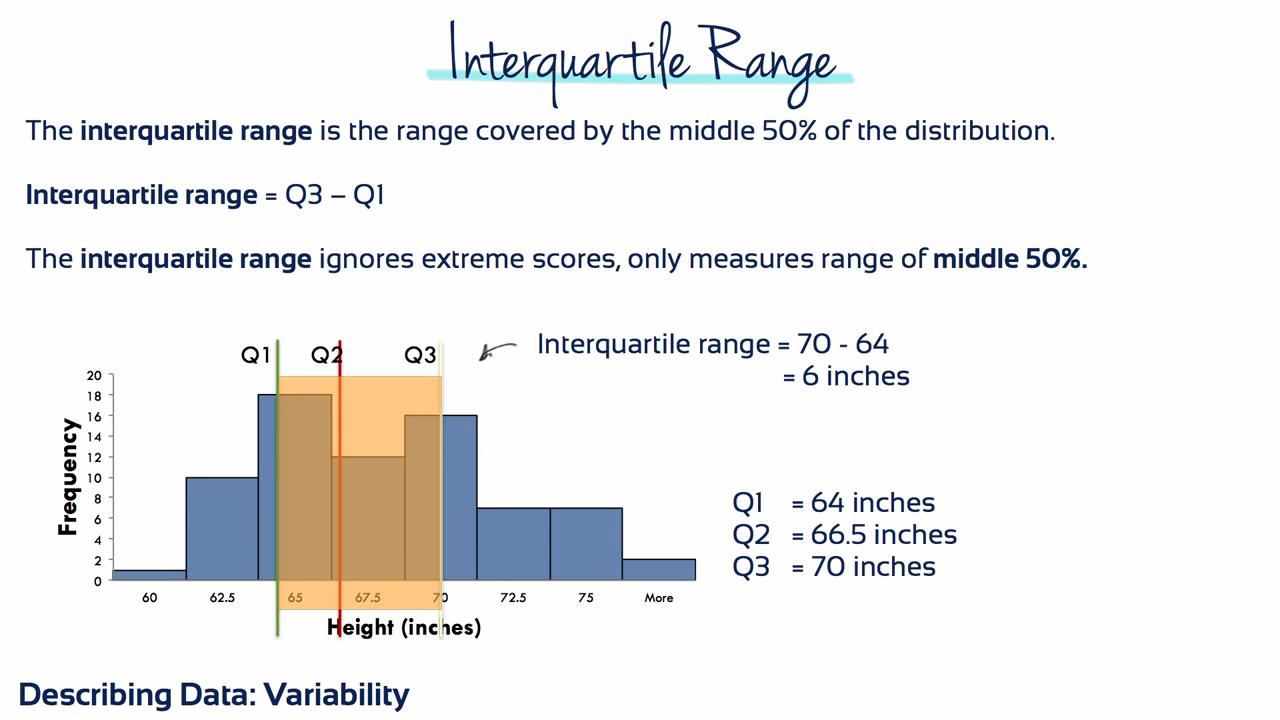 Interquartile Range
The interquartile range is the range covered by the middle 50% of the distribution.
Interquartile range = Q3 – Q1
The interquartile range ignores extreme scores, only measures range of middle 50%.
Q1 Q2 Q3
Interquartile range = 70 - 64
= 6 inches
20
18
16
14
12
10
8
6
4
2
0
Frequency
60 62.5 65 67.5 70 72.5 75 More
Height (inches)
Q1 = 64 inches
Q2 = 66.5 inches
Q3 = 70 inches
Describing Data: Variability